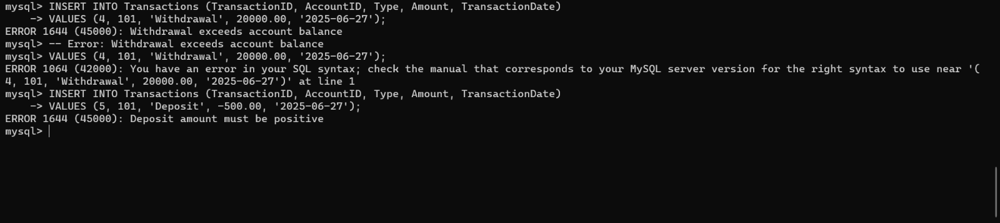 mysql> INSERT INTO Transactions (TransactionID, AccountID, Type, Amount, TransactionDate)
    -> VALUES (4, 101, 'Withdrawal', 20000.00, '2025-06-27');
ERROR 1644 (45000): Withdrawal exceeds account balance
mysql> -- Error: Withdrawal exceeds account balance
mysql> VALUES (4, 101, 'Withdrawal', 20000.00, '2025-06-27');
ERROR 1064 (42000): You have an error in your SQL syntax; check the manual that corresponds to your MySQL server version for the right syntax to use near '(
4, 101, 'Withdrawal', 20000.00, '2025-06-27')' at line 1
mysql> INSERT INTO Transactions (TransactionID, AccountID, Type, Amount, TransactionDate)
    -> VALUES (5, 101, 'Deposit', -500.00, '2025-06-27');
ERROR 1644 (45000): Deposit amount must be positive
mysql>